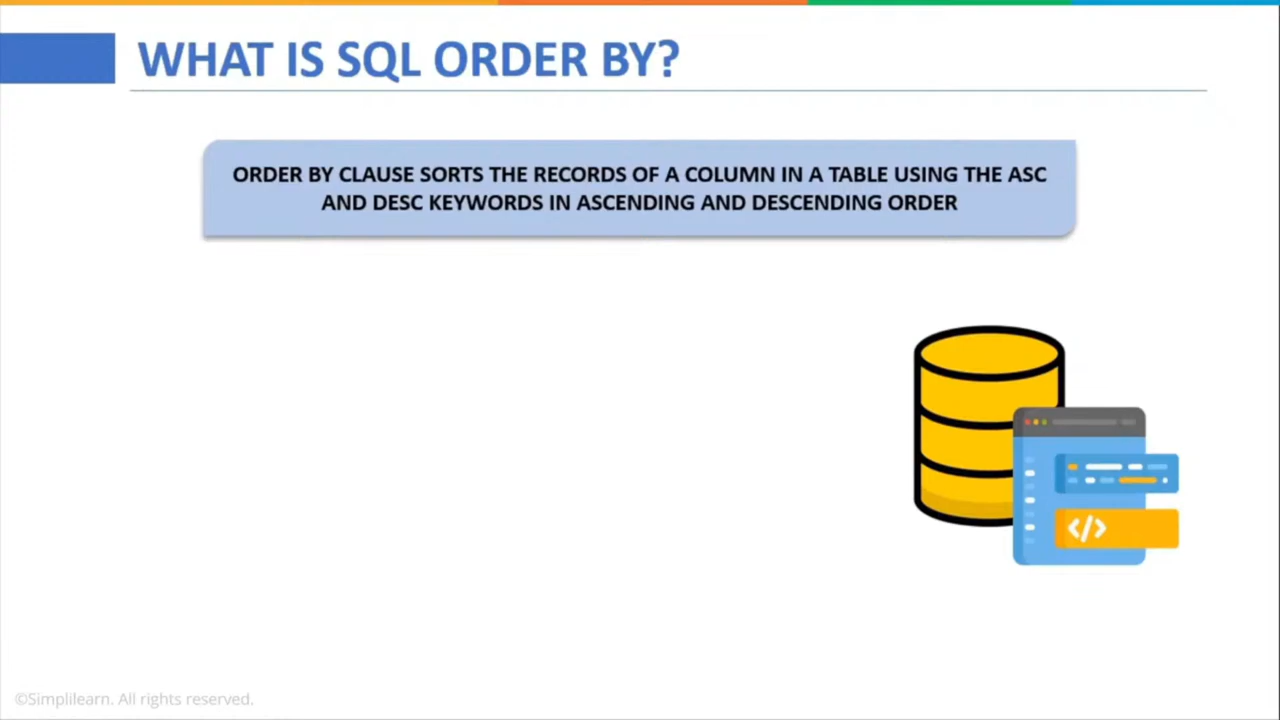 WHAT IS SQL ORDER BY?
ORDER BY CLAUSE SORTS THE RECORDS OF A COLUMN IN A TABLE USING THE ASC
AND DESC KEYWORDS IN ASCENDING AND DESCENDING ORDER
</>
©Simplilearn. All rights reserved.